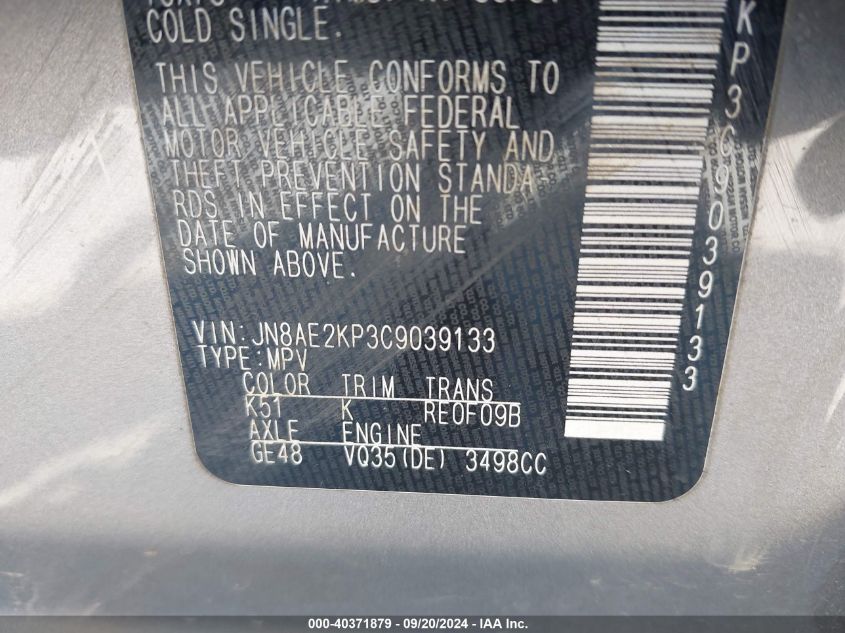 COLD SINGLE.
THIS VEHICLE CONFORMS TO
ALL APPLICABLE FEDERAL
MOTOR VEHICLE SAFETY AND
THEFT PREVENTION STANDA
RDS IN EFFECT ON THE
DATE OF MANUFACTURE
SHOWN ABOVE.
VIN:JN8AE2KP3C9039133
TYPE:MPV
COLOR TRIM TRANS
K51 K RE0F09B
AXLE ENGINE
GE48 VQ35(DE) 3498CC
KP3C9039133
000-40371879 - 09/20/2024 - Copyright © 2024 IAA, Inc.